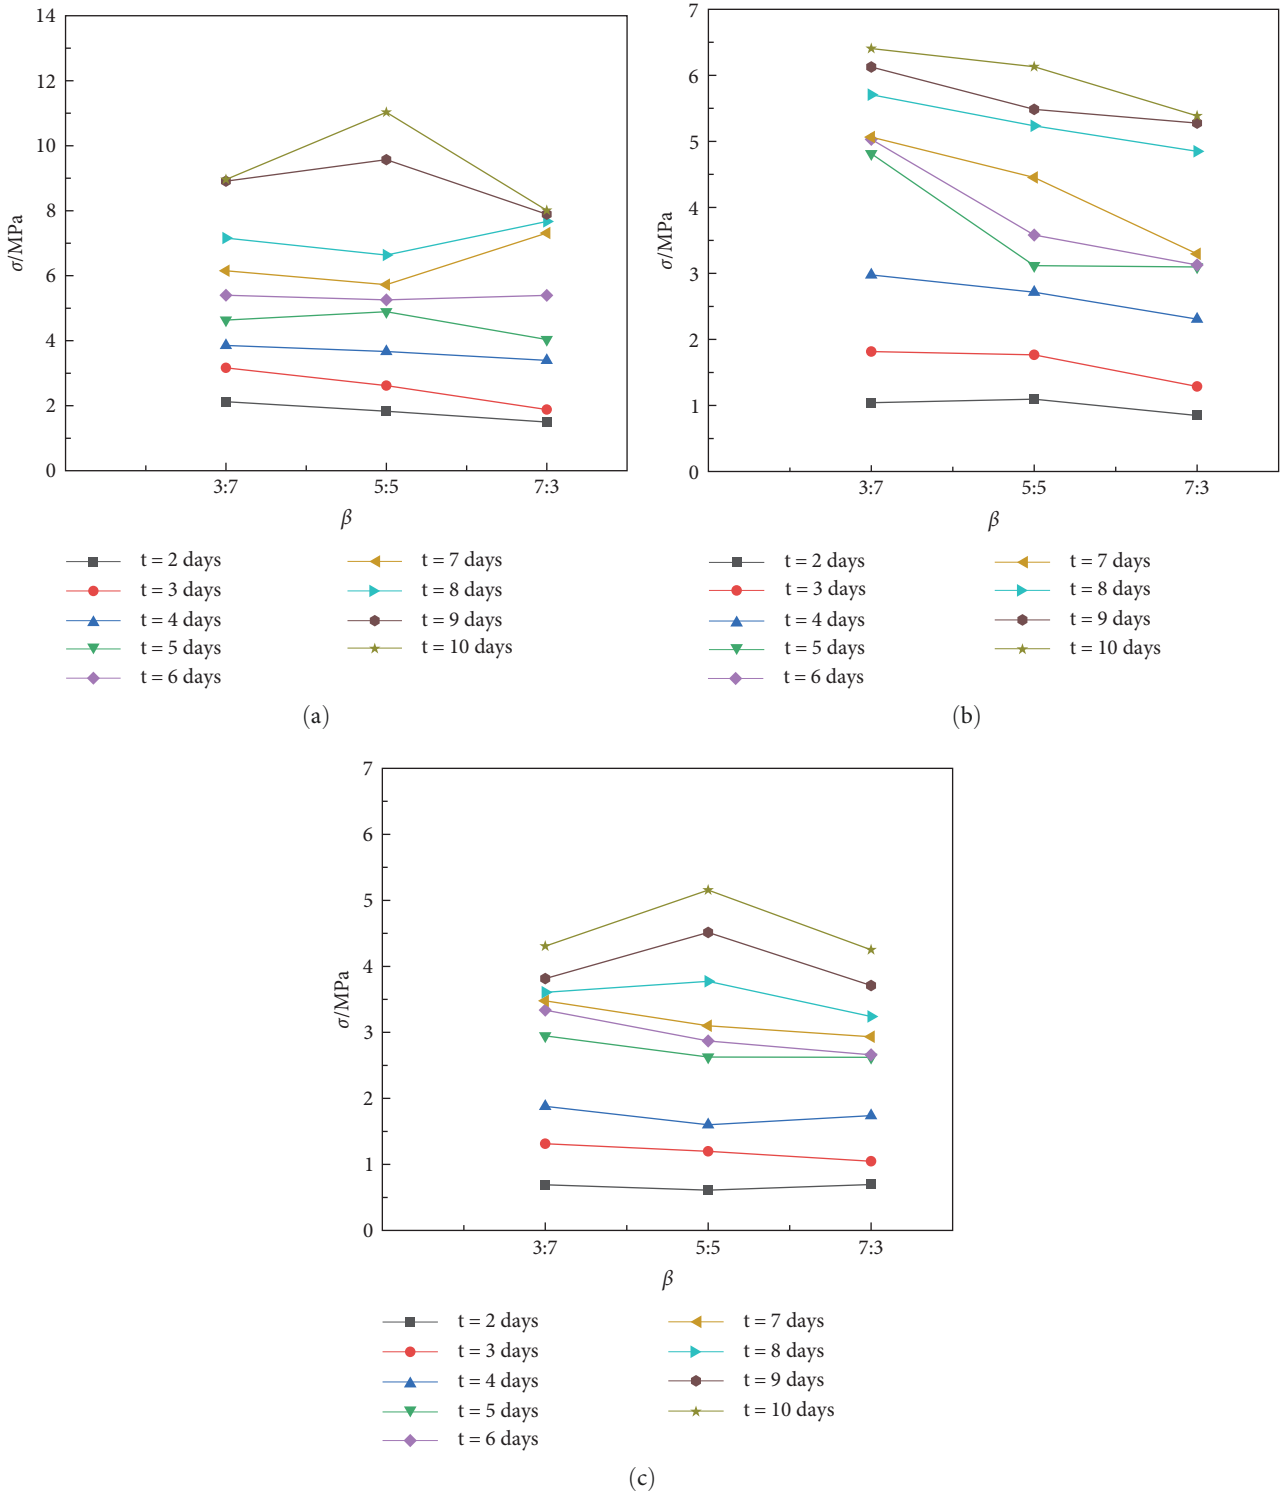 14
12
10
8
6
4
2
0
σ/MPa
3:7 5:5 7:3
β
t = 2 days
t = 3 days
t = 4 days
t = 5 days
t = 6 days
t = 7 days
t = 8 days
t = 9 days
t = 10 days
(a)
7
6
5
4
3
2
1
0
σ/MPa
3:7 5:5 7:3
β
t = 2 days
t = 3 days
t = 4 days
t = 5 days
t = 6 days
t = 7 days
t = 8 days
t = 9 days
t = 10 days
(b)
7
6
5
4
3
2
1
0
σ/MPa
3:7 5:5 7:3
β
t = 2 days
t = 3 days
t = 4 days
t = 5 days
t = 6 days
t = 7 days
t = 8 days
t = 9 days
t = 10 days
(c)